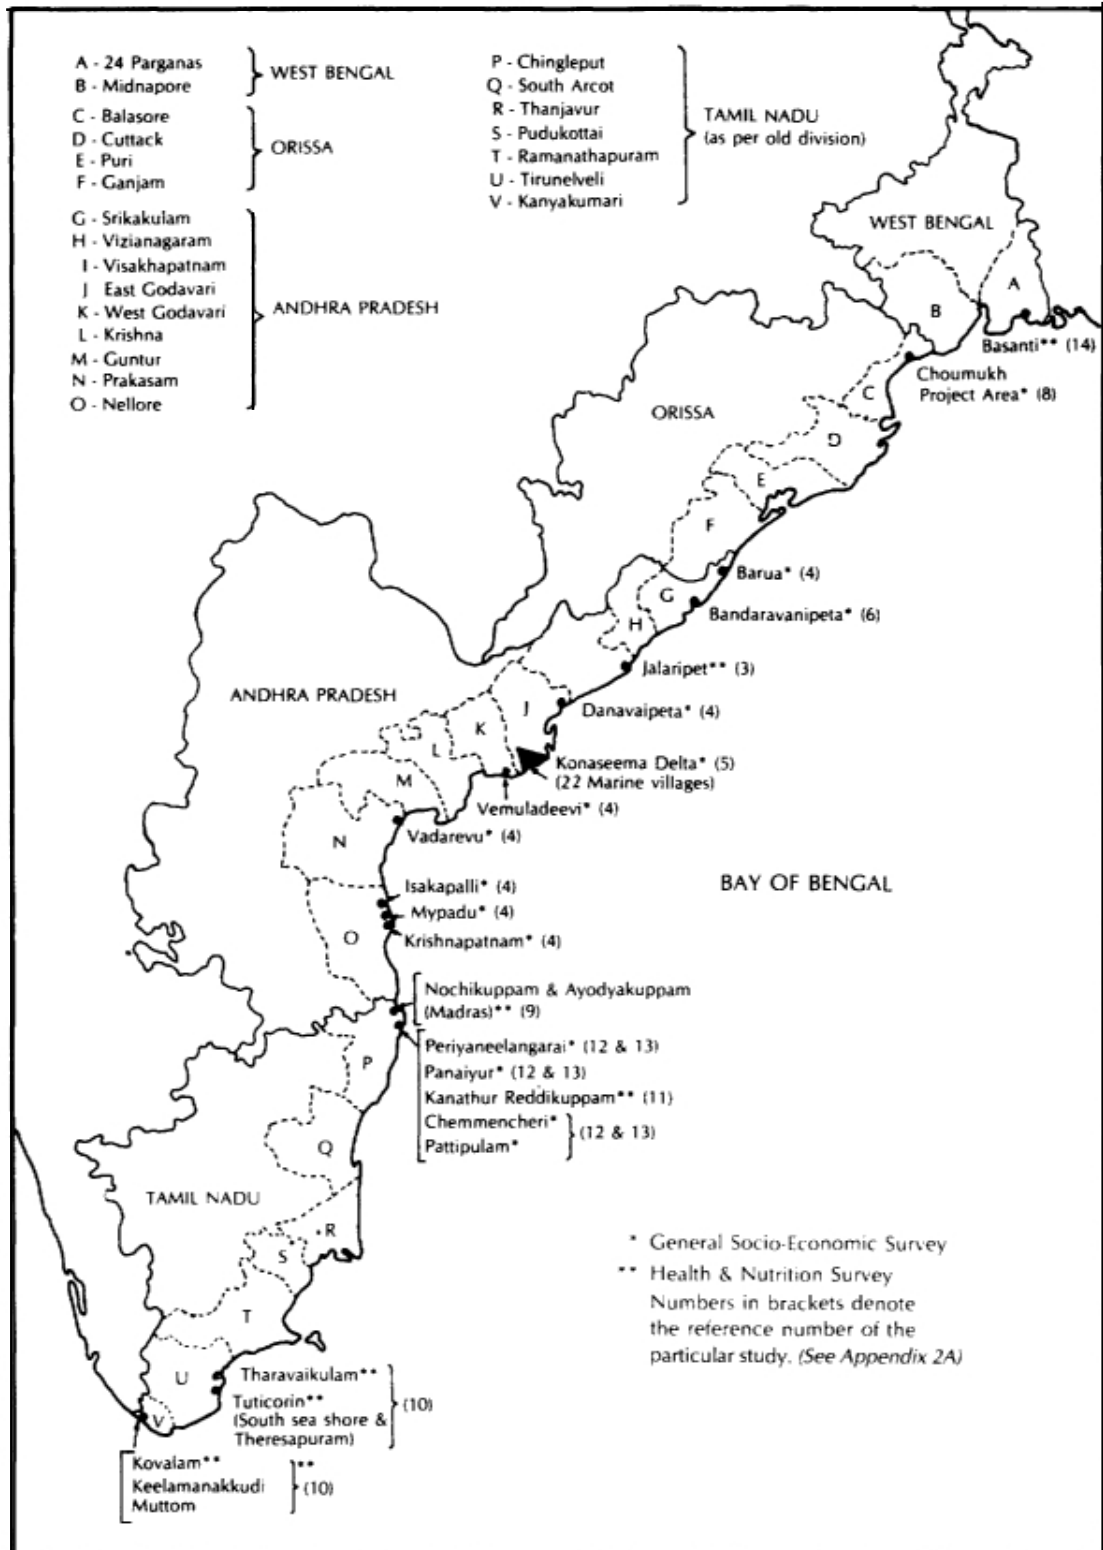 A - 24 Parganas
B - Midnapore
WEST BENGAL
C - Balasore
D - Cuttack
E - Puri
F - Ganjam
ORISSA
G - Srikakulam
H - Vizianagaram
I - Visakhapatnam
J East Godavari
K - West Godavari
L - Krishna
M - Guntur
N - Prakasam
O - Nellore
ANDHRA PRADESH
P - Chingleput
Q - South Arcot
R - Thanjavur
S - Pudukottai
T - Ramanathapuram
U - Tirunelveli
V - Kanyakumari
TAMIL NADU
(as per old division)
WEST BENGAL
A
B
Basanti** (14)
Choumukh
Project Area* (8)
C
ORISSA
D
E
F
Barua* (4)
G
Bandaravanipeta* (6)
H
Jalaripet** (3)
ANDHRA PRADESH
J
Danavaipeta* (4)
K
L
Konaseema Delta* (5)
(22 Marine villages)
M
Vemuladeevi* (4)
N
Vadarevu* (4)
Isakapalli* (4)
BAY OF BENGAL
Mypadu* (4)
O
Krishnapatnam* (4)
Nochikuppam & Ayodyakuppam
(Madras)** (9)
Periyaneelangarai* (12 & 13)
P
Panaiyur* (12 & 13)
Kanathur Reddikuppam** (11)
Chemmencheri*
Pattipulam*
(12 & 13)
Q
TAMIL NADU
R
S
T
* General Socio-Economic Survey
** Health & Nutrition Survey
Numbers in brackets denote
the reference number of the
particular study. (See Appendix 2A)
U
Tharavaikulam**
Tuticorin**
(South sea shore &
Theresapuram)
(10)
V
Kovalam**
Keelamanakkudi
Muttom
**
(10)